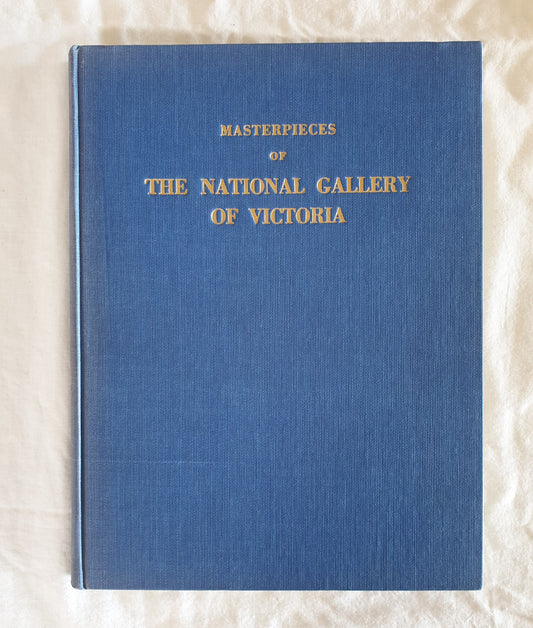 MASTERPIECES
OF
THE NATIONAL GALLERY
OF VICTORIA